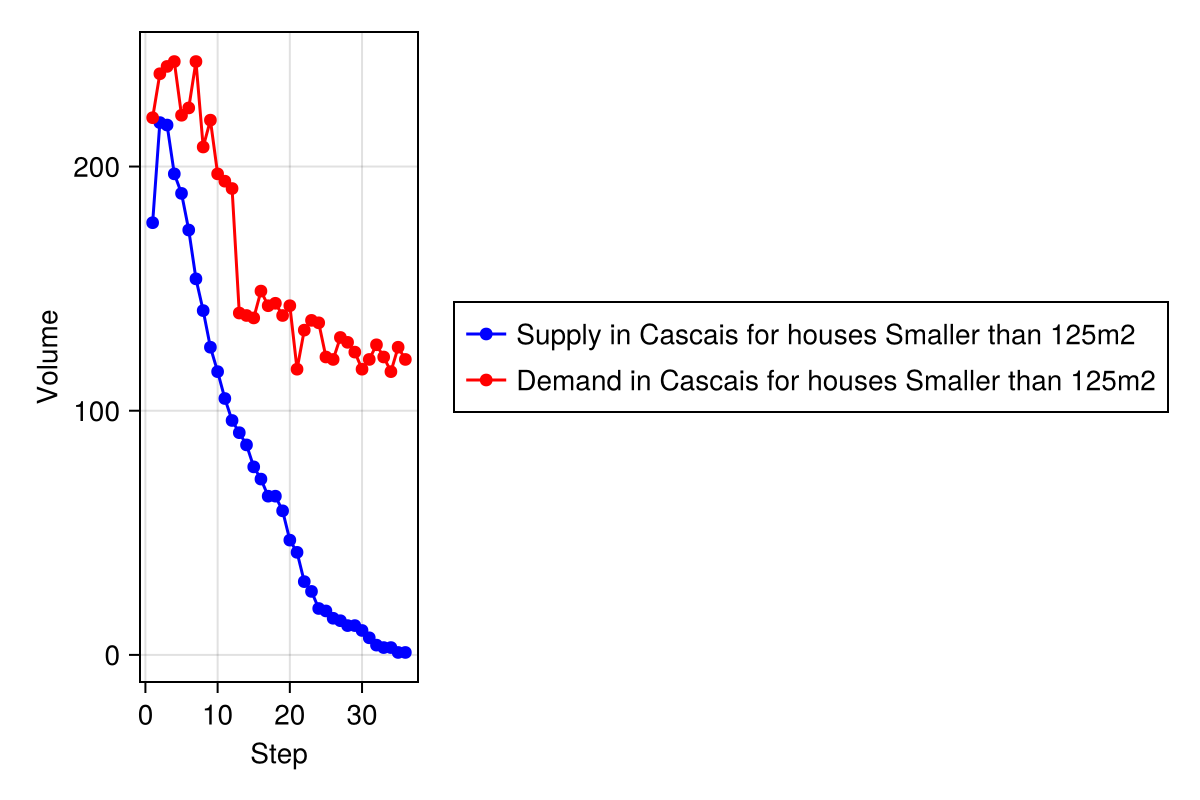 Volume
200
100
0
0 10 20 30
Step
Supply in Cascais for houses Smaller than 125m2
Demand in Cascais for houses Smaller than 125m2